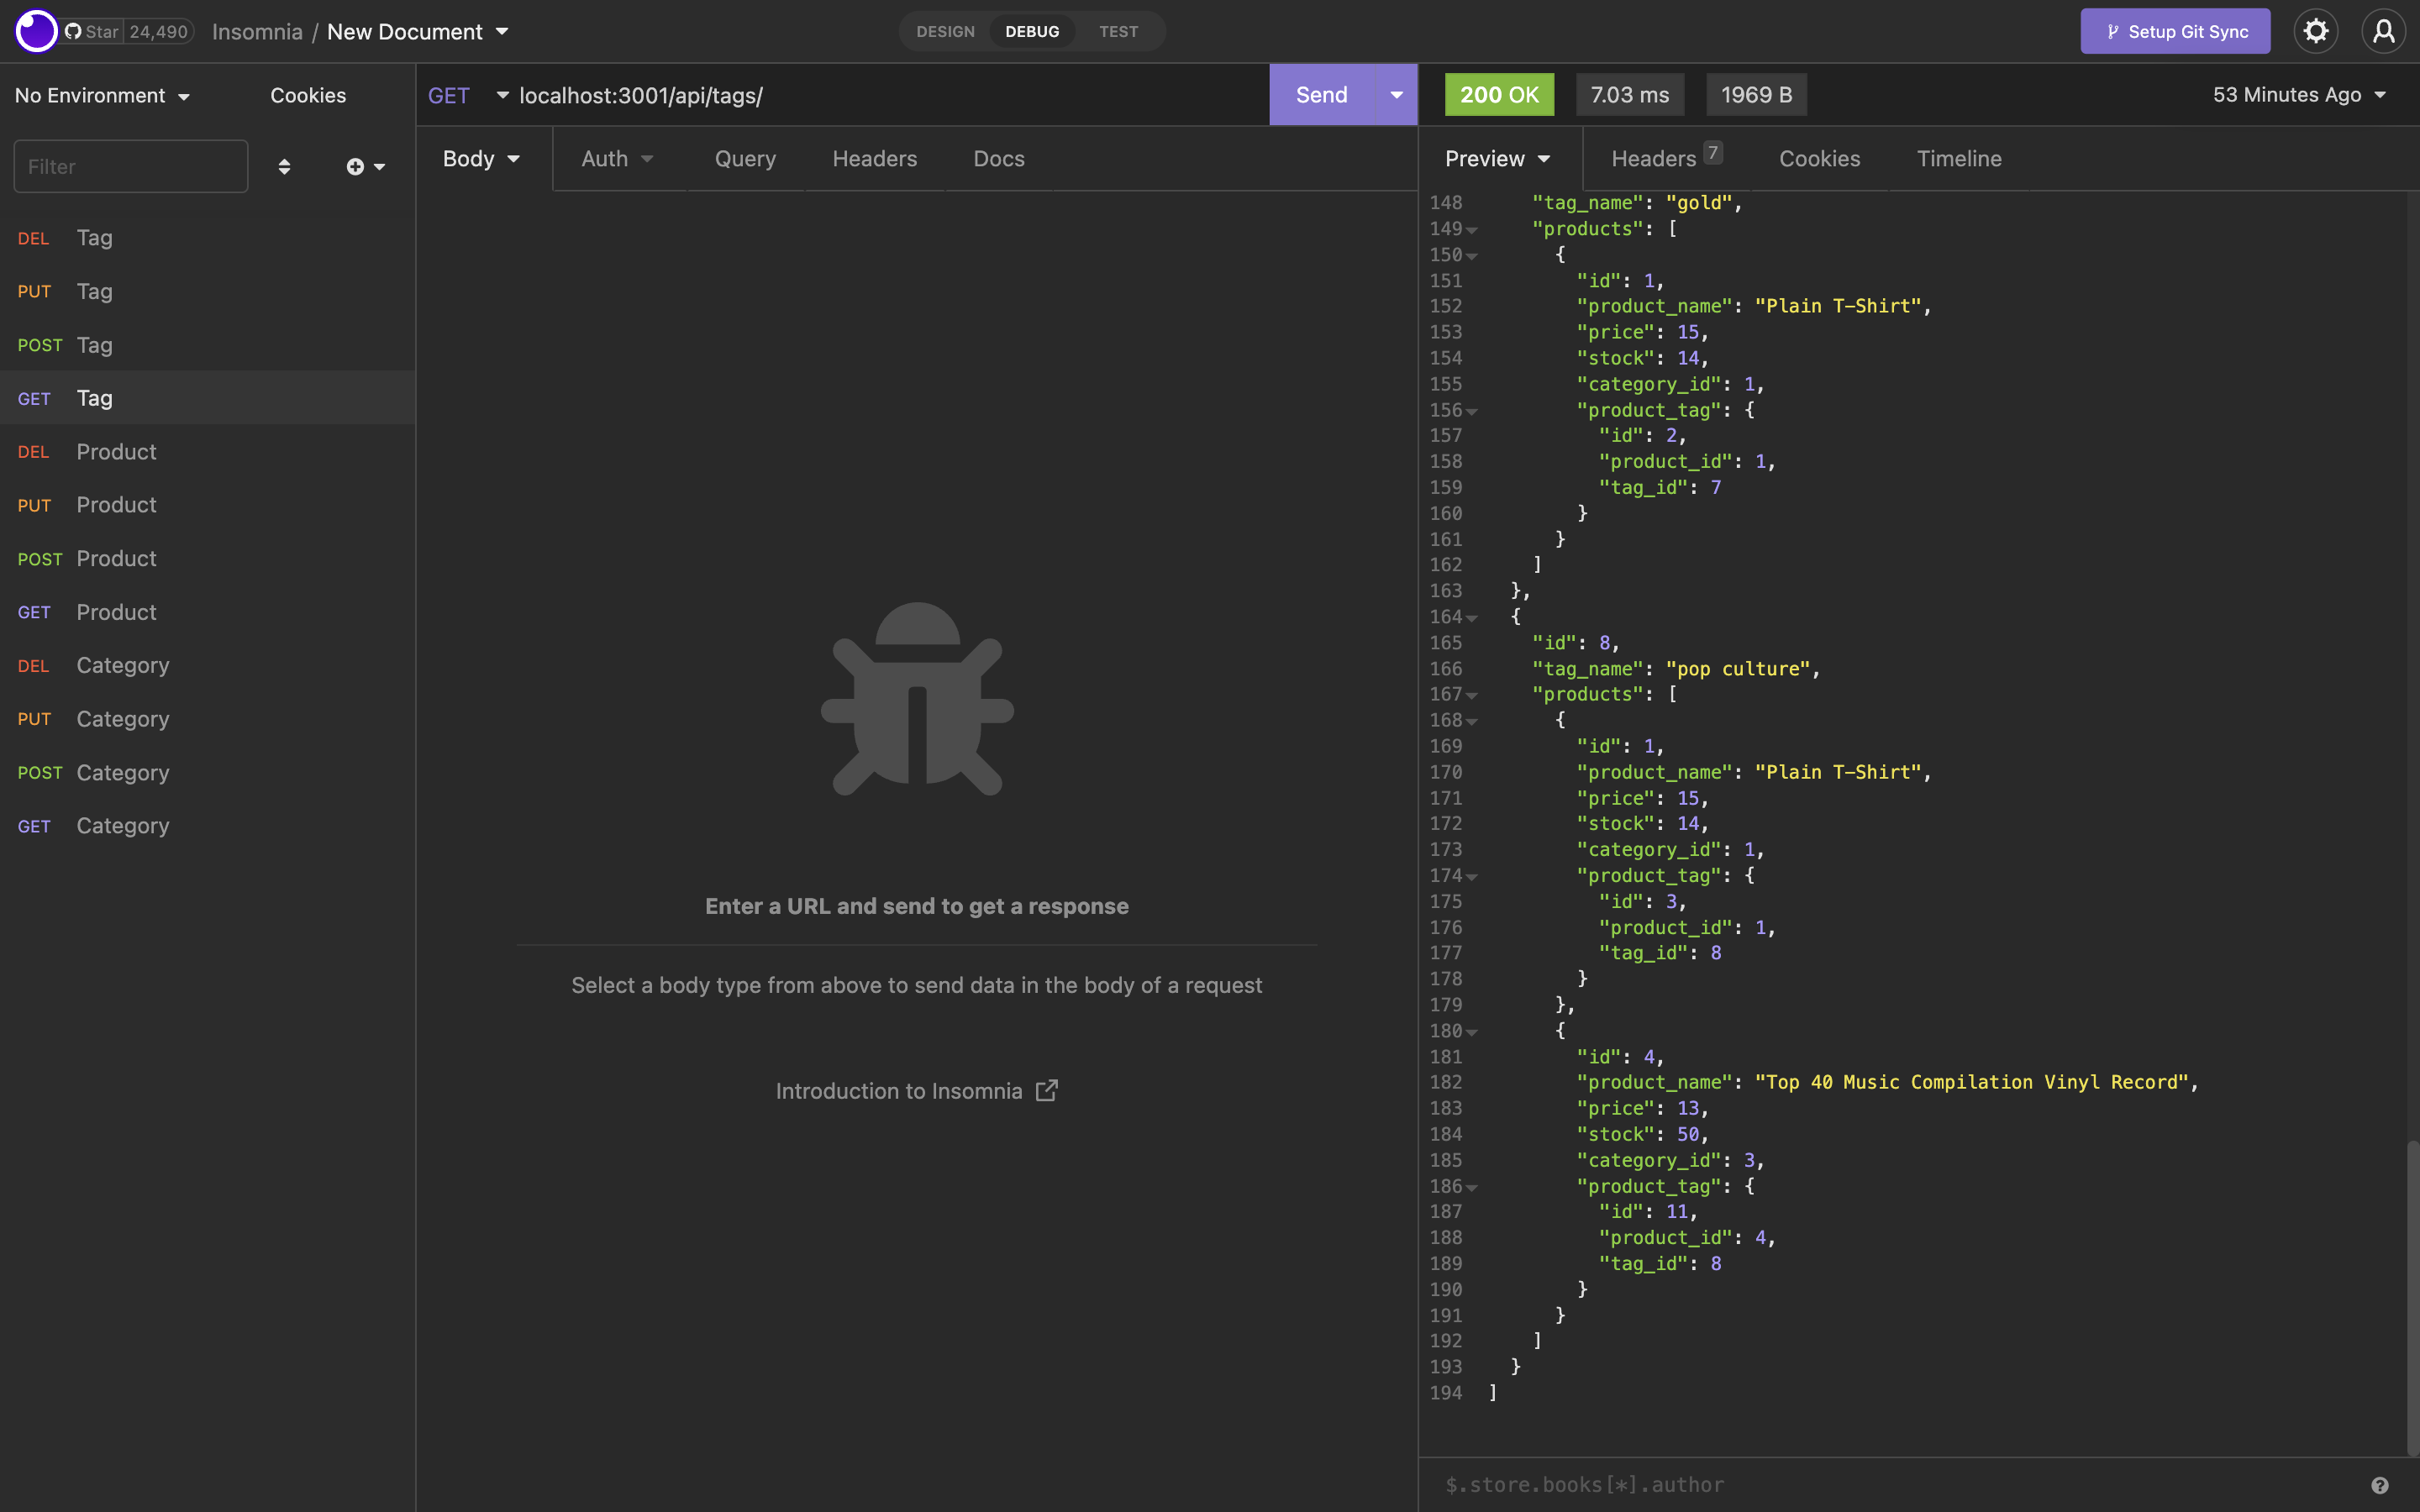 Star 24,490 Insomnia / New Document DESIGN DEBUG TEST Setup Git Sync
No Environment Cookies
Filter
DEL Tag
PUT Tag
POST Tag
GET Tag
DEL Product
PUT Product
POST Product
GET Product
DEL Category
PUT Category
POST Category
GET Category
GET localhost:3001/api/tags/ Send
Body Auth Query Headers Docs
Enter a URL and send to get a response
Select a body type from above to send data in the body of a request
Introduction to Insomnia
200 OK 7.03 ms 1969 B 53 Minutes Ago
Preview Headers 7 Cookies Timeline
148 "tag_name": "gold",
149 "products": [
150 {
151 "id": 1,
152 "product_name": "Plain T-Shirt",
153 "price": 15,
154 "stock": 14,
155 "category_id": 1,
156 "product_tag": {
157 "id": 2,
158 "product_id": 1,
159 "tag_id": 7
160 }
161 }
162 ]
163 },
164 {
165 "id": 8,
166 "tag_name": "pop culture",
167 "products": [
168 {
169 "id": 1,
170 "product_name": "Plain T-Shirt",
171 "price": 15,
172 "stock": 14,
173 "category_id": 1,
174 "product_tag": {
175 "id": 3,
176 "product_id": 1,
177 "tag_id": 8
178 }
179 },
180 {
181 "id": 4,
182 "product_name": "Top 40 Music Compilation Vinyl Record",
183 "price": 13,
184 "stock": 50,
185 "category_id": 3,
186 "product_tag": {
187 "id": 11,
188 "product_id": 4,
189 "tag_id": 8
190 }
191 }
192 ]
193 }
194 ]
$.store.books[*].author